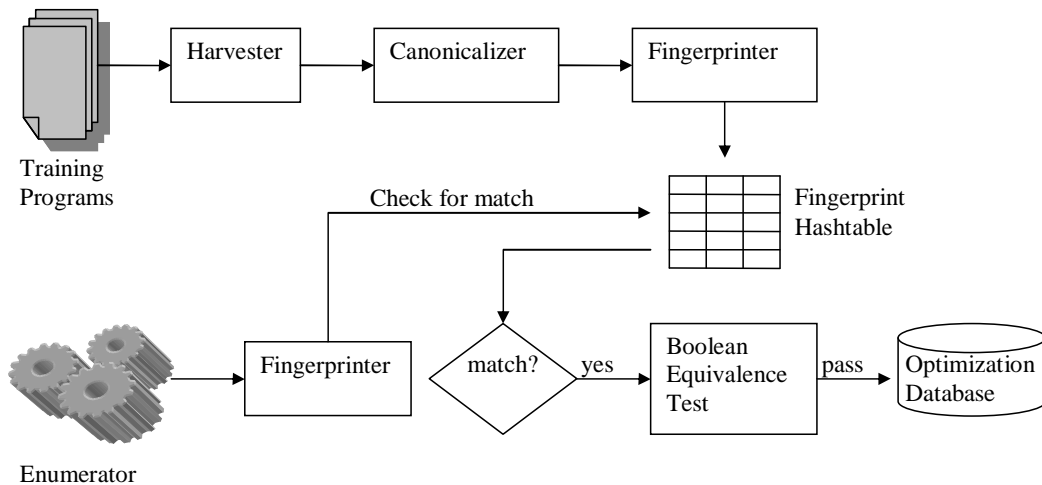 Harvester
Canonicalizer
Fingerprinter
Training
Programs
Check for match
Fingerprint
Hashtable
Fingerprinter
match?
yes
Boolean
Equivalence
Test
pass
Optimization
Database
Enumerator